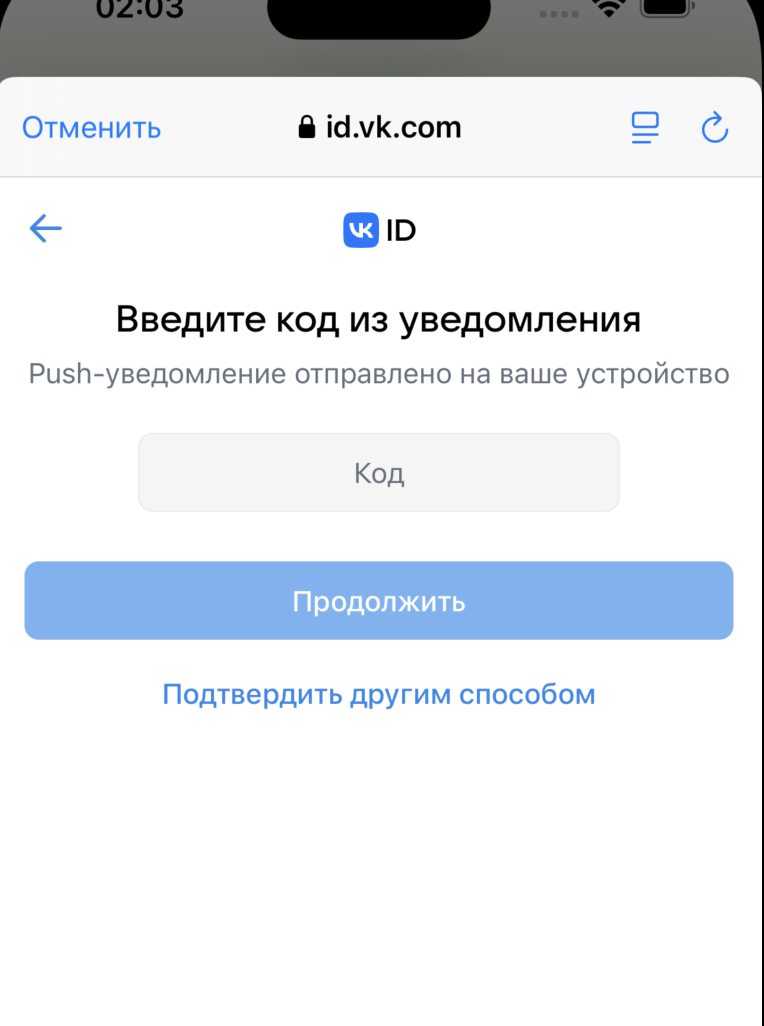 02:03
Отменить
id.vk.com
VK ID
Введите код из уведомления
Push-уведомление отправлено на ваше устройство
Код
Продолжить
Подтвердить другим способом